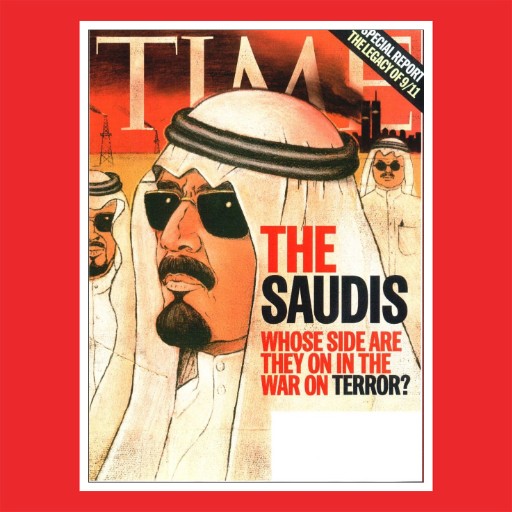 TIME
SPECIAL REPORT
THE LEGACY OF 9/11
THE
SAUDIS
WHOSE SIDE ARE
THEY ON IN THE
WAR ON TERROR?